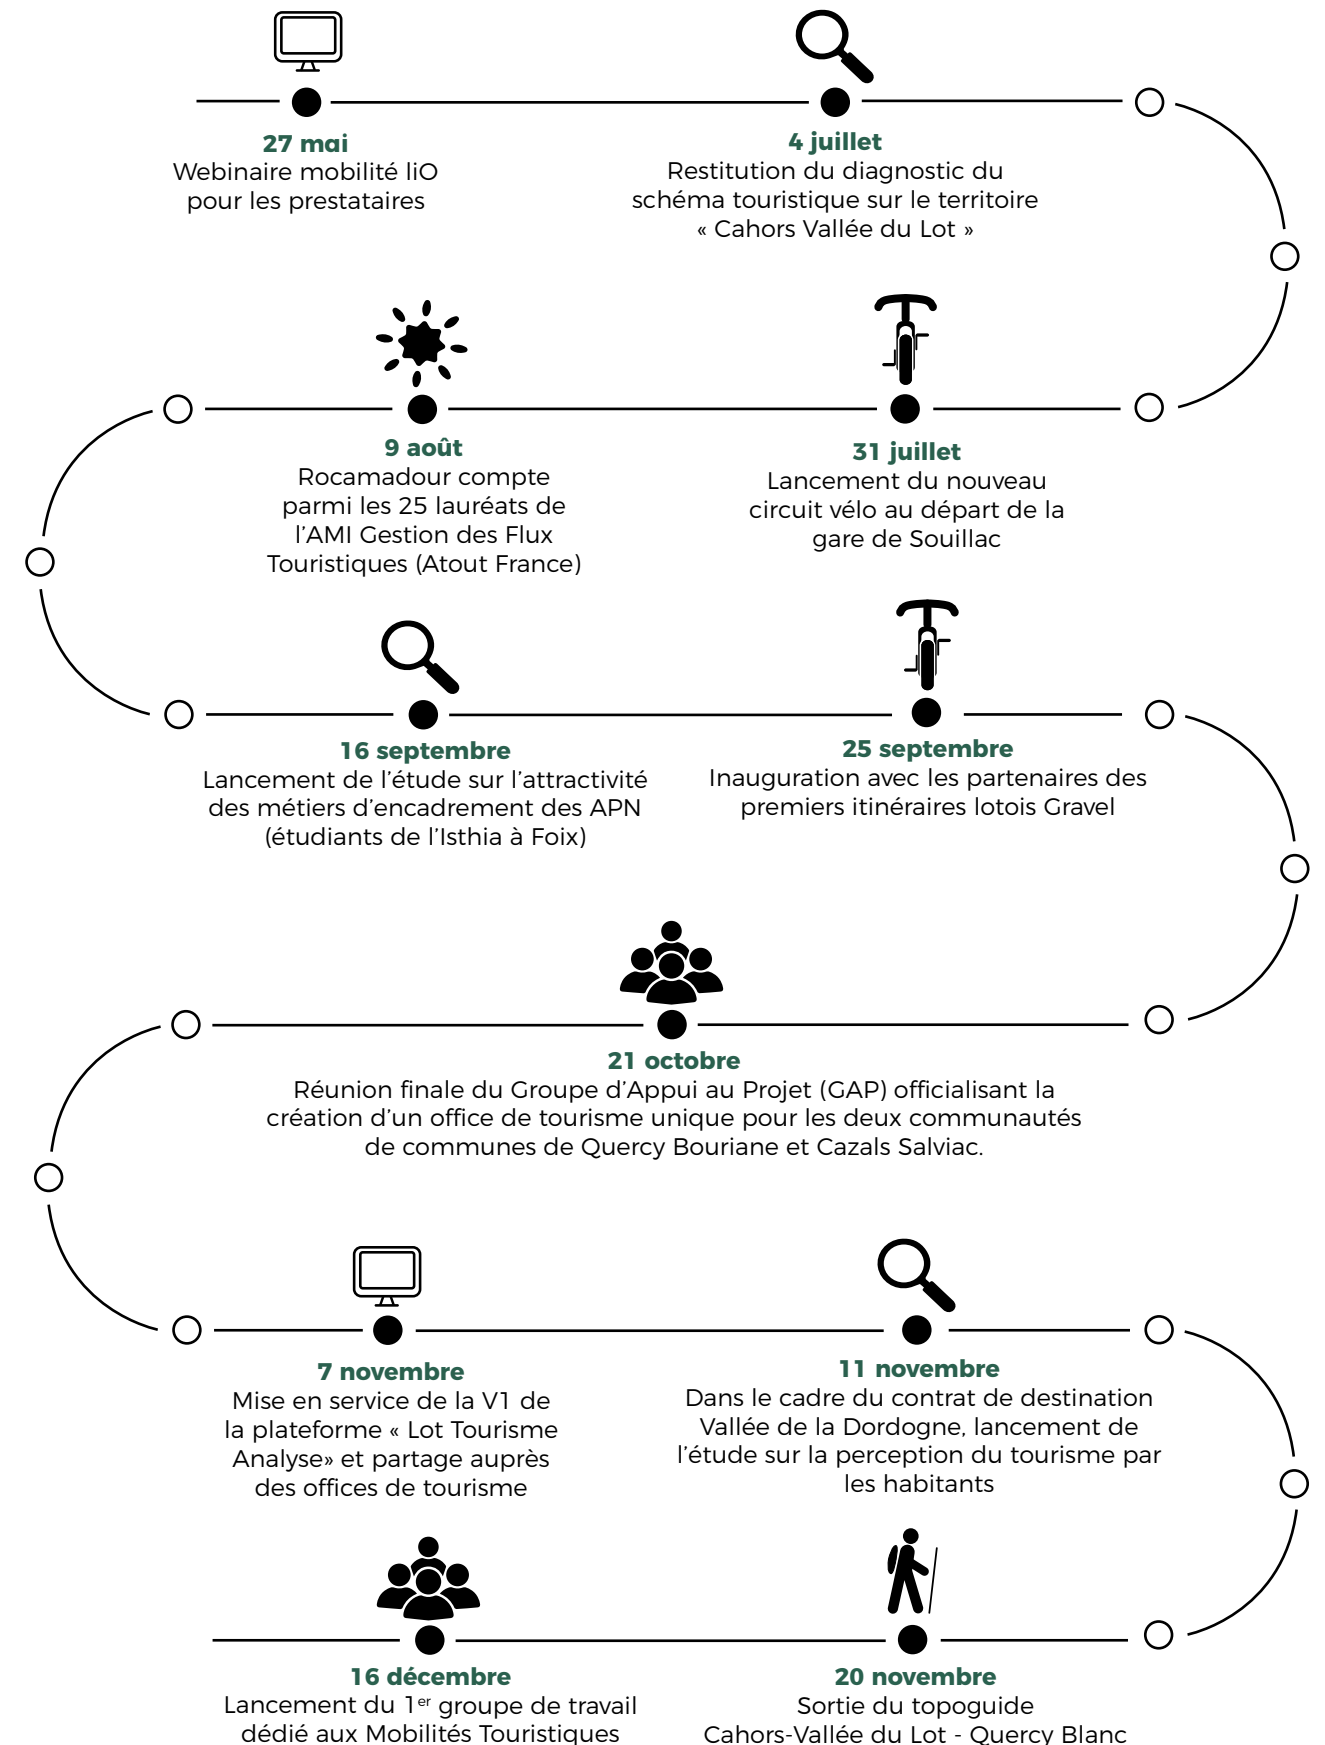 27 mai
Webinaire mobilité liO
pour les prestataires
4 juillet
Restitution du diagnostic du
schéma touristique sur le territoire
« Cahors Vallée du Lot »
31 juillet
Lancement du nouveau
circuit vélo au départ de la
gare de Souillac
9 août
Rocamadour compte
parmi les 25 lauréats de
l'AMI Gestion des Flux
Touristiques (Atout France)
16 septembre
Lancement de l'étude sur l'attractivité
des métiers d'encadrement des APN
(étudiants de l'Isthia à Foix)
25 septembre
Inauguration avec les partenaires des
premiers itinéraires lotois Gravel
21 octobre
Réunion finale du Groupe d'Appui au Projet (GAP) officialisant la
création d'un office de tourisme unique pour les deux communautés
de communes de Quercy Bouriane et Cazals Salviac.
7 novembre
Mise en service de la V1 de
la plateforme « Lot Tourisme
Analyse» et partage auprès
des offices de tourisme
11 novembre
Dans le cadre du contrat de destination
Vallée de la Dordogne, lancement de
l'étude sur la perception du tourisme par
les habitants
20 novembre
Sortie du topoguide
Cahors-Vallée du Lot - Quercy Blanc
16 décembre
Lancement du 1er groupe de travail
dédié aux Mobilités Touristiques